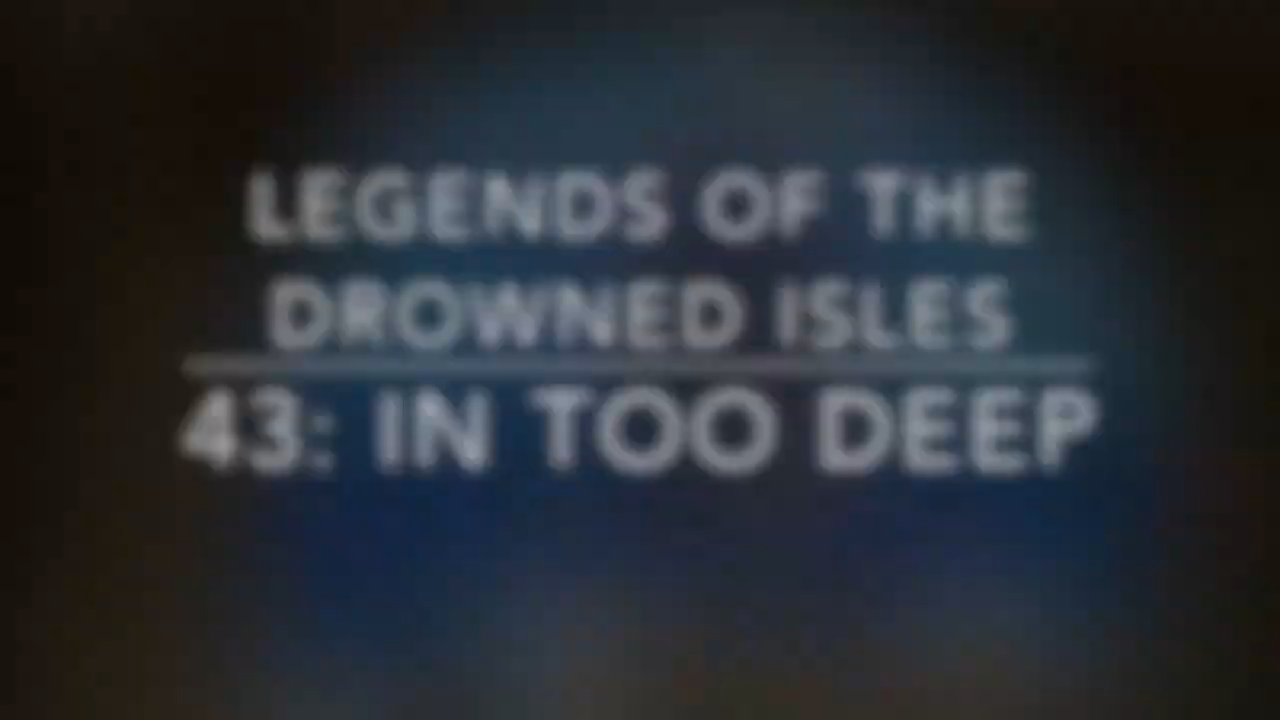 LEGENDS OF THE
DROWNED ISLES
43: IN TOO DEEP